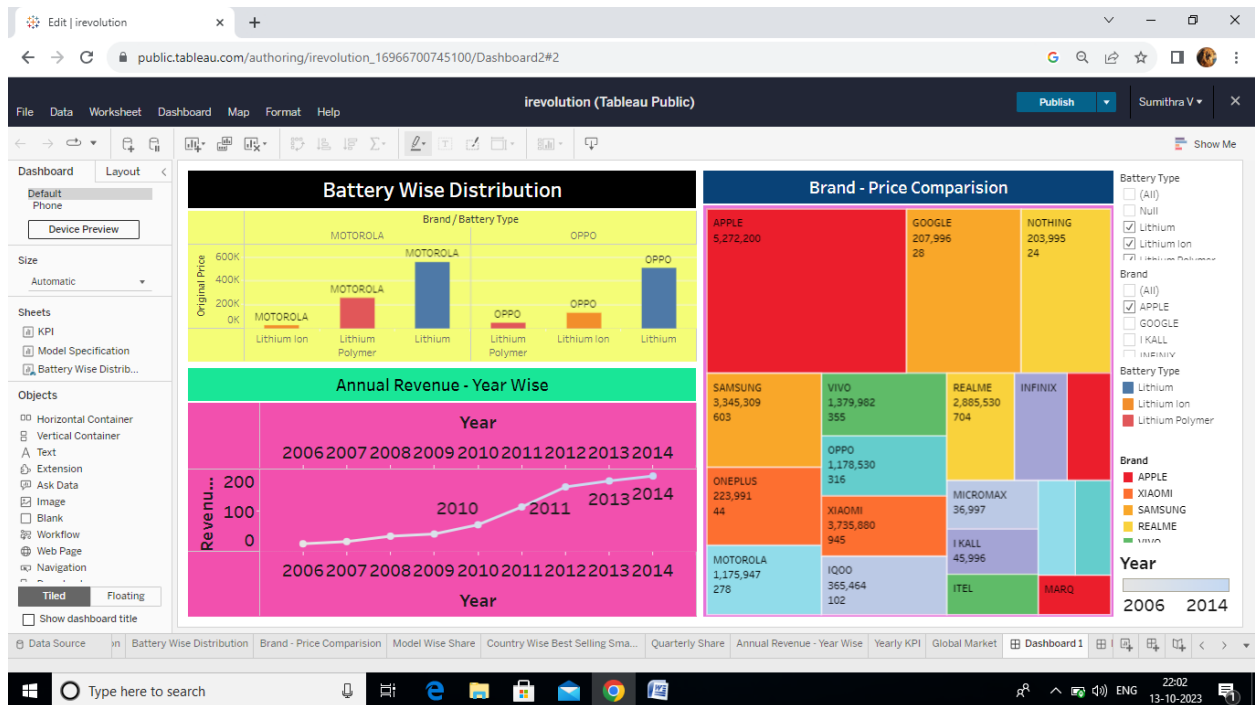 Edit | irevolution
public.tableau.com/authoring/irevolution_16966700745100/Dashboard2#2
irevolution (Tableau Public)
File Data Worksheet Dashboard Map Format Help
Publish
Sumithra V
Show Me
Dashboard Layout
Default
Phone
Device Preview
Size
Automatic
Sheets
KPI
Model Specification
Battery Wise Distrib...
Objects
Horizontal Container
Vertical Container
Text
Extension
Ask Data
Image
Blank
Workflow
Web Page
Navigation
Tiled Floating
Show dashboard title
Battery Wise Distribution
Brand / Battery Type
MOTOROLA OPPO
Original Price
600K
400K
200K
0K
MOTOROLA
MOTOROLA
MOTOROLA
OPPO
OPPO
OPPO
Lithium Ion
Lithium Polymer
Lithium
Lithium Polymer
Lithium Ion
Lithium
Annual Revenue - Year Wise
Year
2006 2007 2008 2009 2010 2011 2012 2013 2014
Revenu...
200
100
0
2010 2011 2013 2014
2006 2007 2008 2009 2010 2011 2012 2013 2014
Year
Brand - Price Comparision
APPLE
5,272,200
GOOGLE
207,996
28
NOTHING
203,995
24
SAMSUNG
3,345,309
603
VIVO
1,379,982
355
REALME
2,885,530
704
INFINIX
OPPO
1,178,530
316
ONEPLUS
223,991
44
XIAOMI
3,735,880
945
MICROMAX
36,997
I KALL
45,996
MOTOROLA
1,175,947
278
IQOO
365,464
102
ITEL
MARQ
Battery Type
(All)
Null
Lithium
Lithium Ion
Lithium Polymer
Brand
(All)
APPLE
GOOGLE
I KALL
INFINIX
Battery Type
Lithium
Lithium Ion
Lithium Polymer
Brand
APPLE
XIAOMI
SAMSUNG
REALME
VIVO
Year
2006 2014
Data Source
on
Battery Wise Distribution
Brand - Price Comparision
Model Wise Share
Country Wise Best Selling Sma...
Quarterly Share
Annual Revenue - Year Wise
Yearly KPI
Global Market
Dashboard 1
Type here to search
ENG
22:02
13-10-2023
1